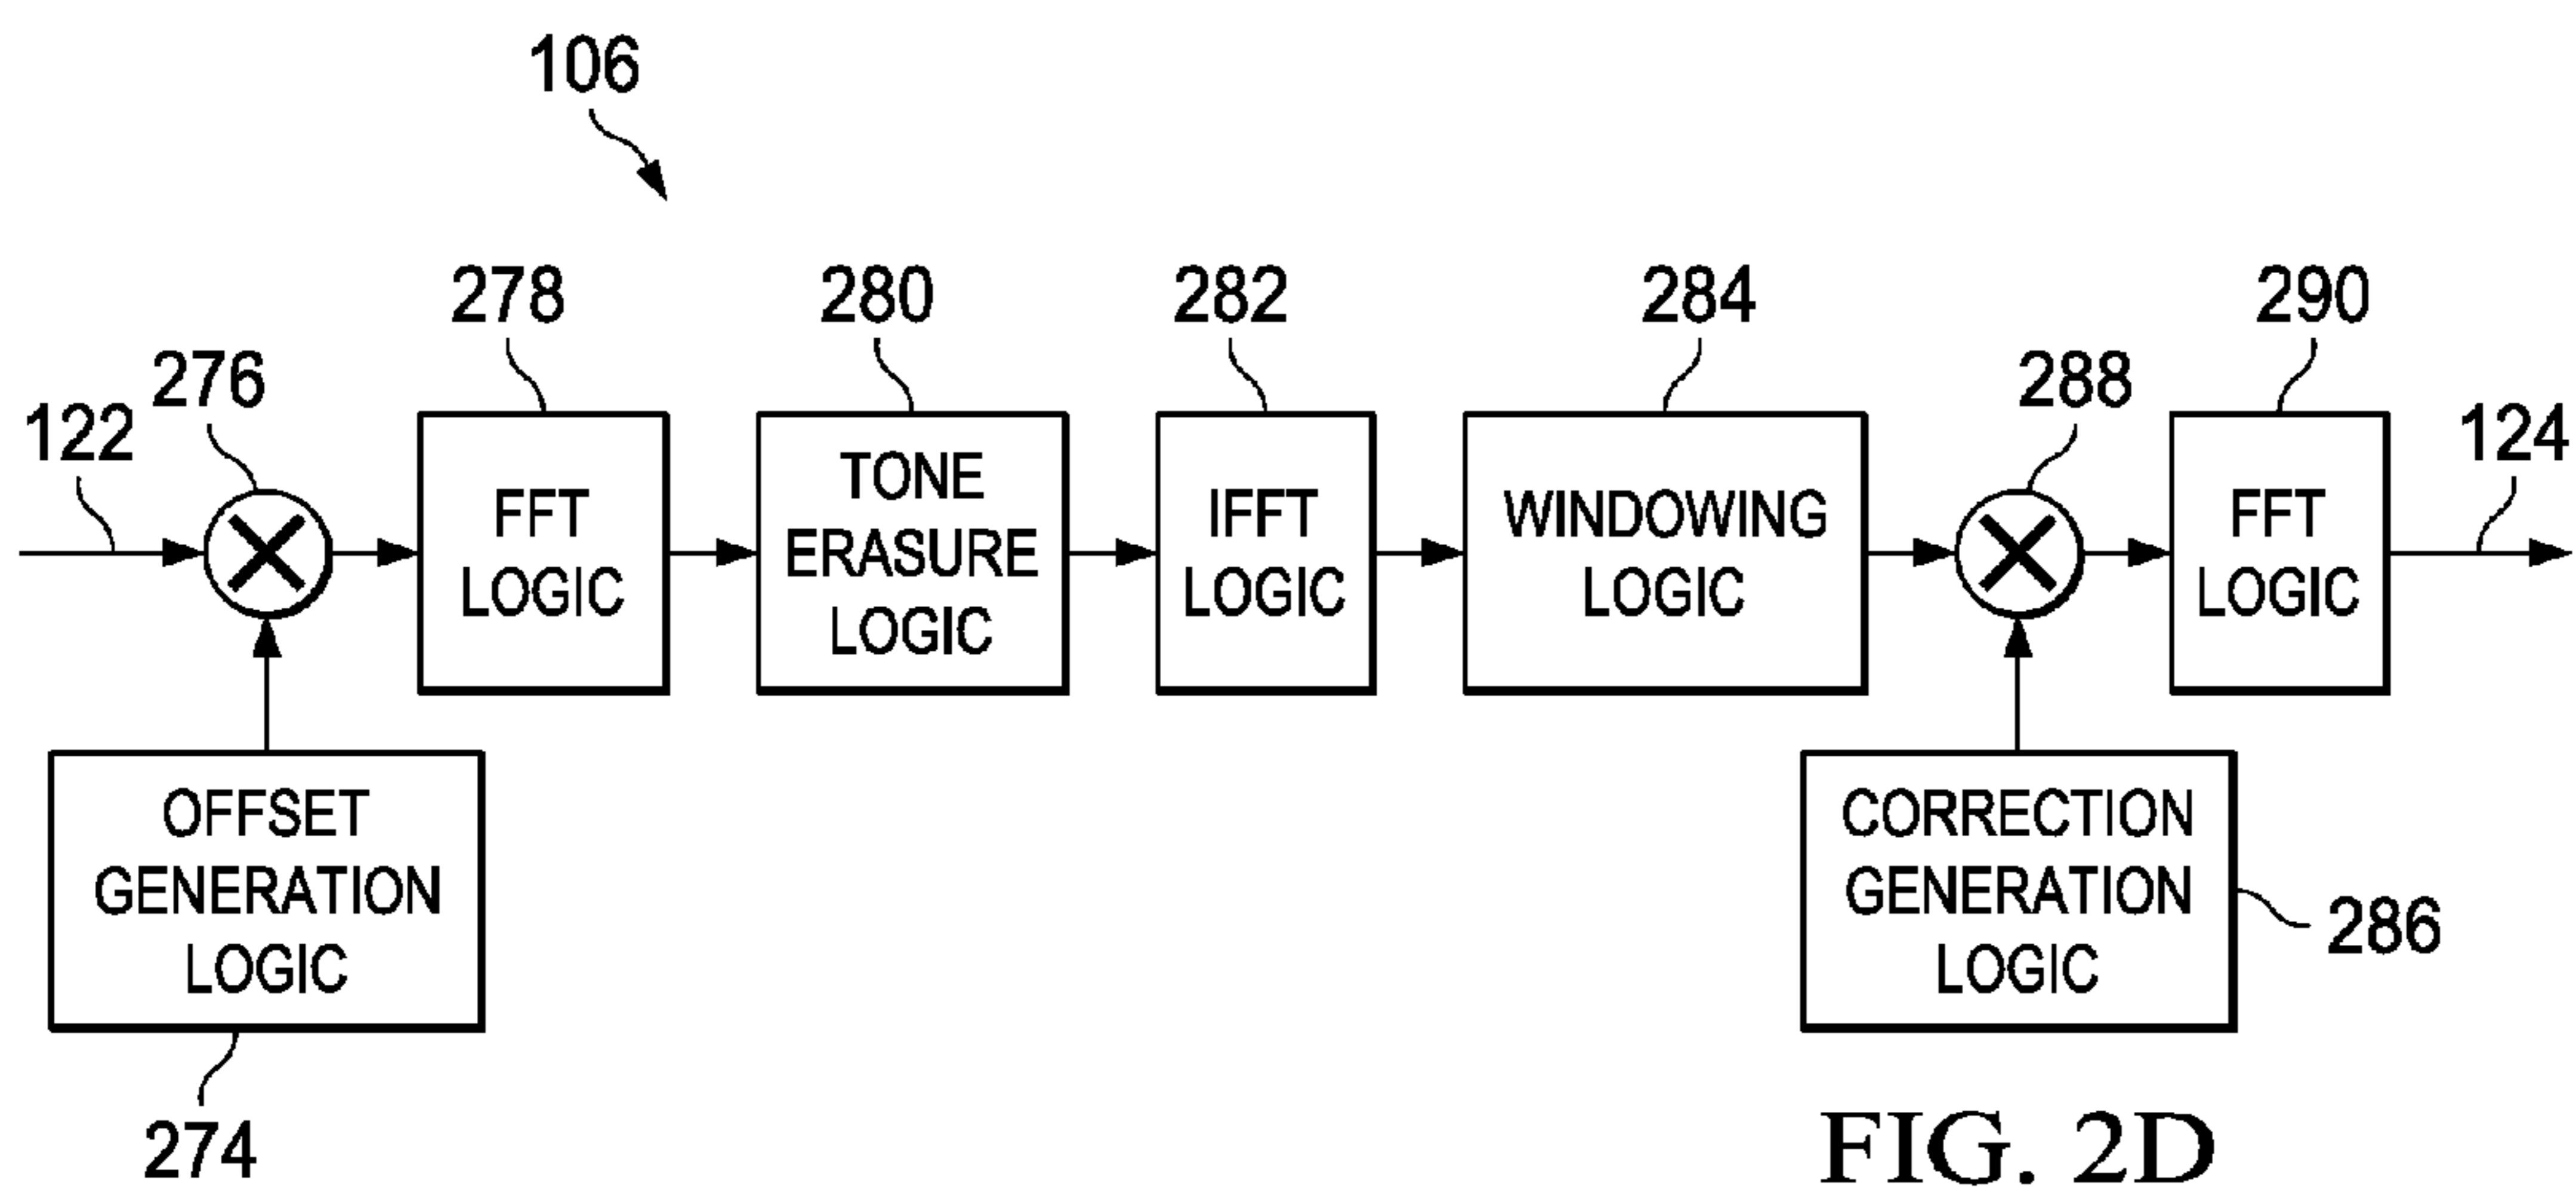 106
278
280
282
284
290
276
288
122
124
FFT
LOGIC
TONE
ERASURE
LOGIC
IFFT
LOGIC
WINDOWING
LOGIC
FFT
LOGIC
OFFSET
GENERATION
LOGIC
CORRECTION
GENERATION
LOGIC
286
274
FIG. 2D